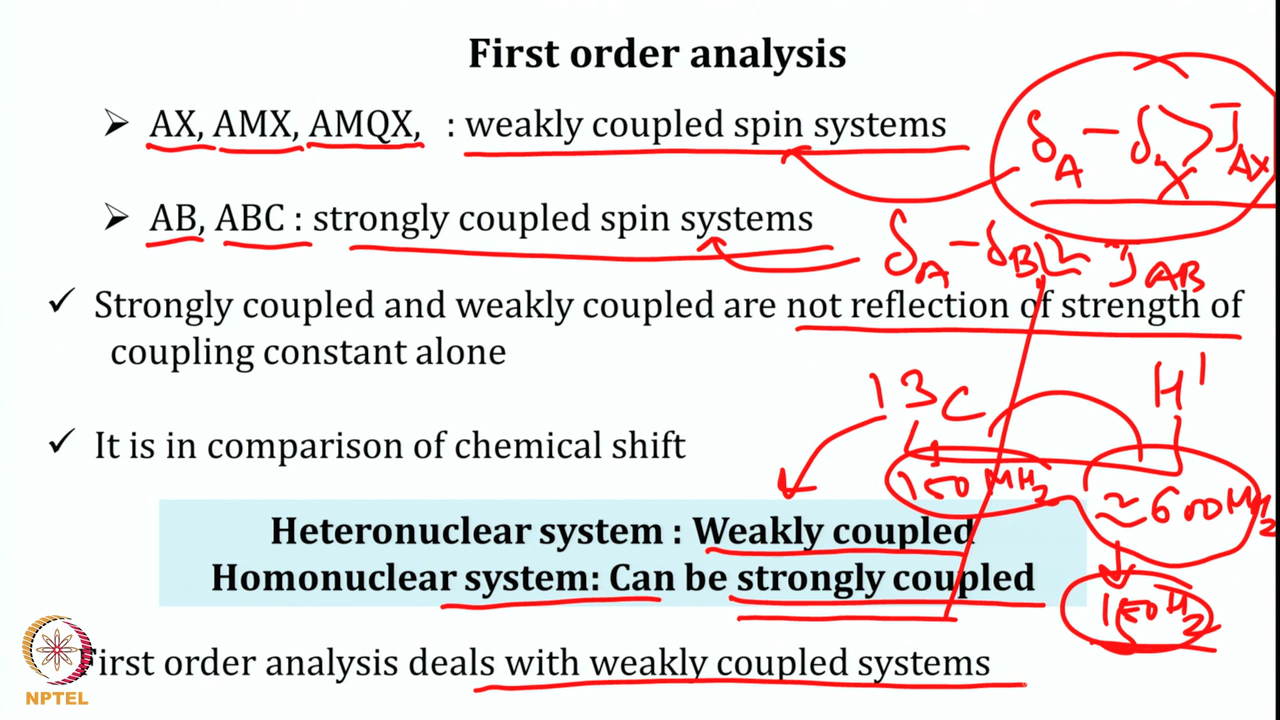 First order analysis
➢ AX, AMX, AMQX, : weakly coupled spin systems
δA - δX > JAX
➢ AB, ABC : strongly coupled spin systems
δA - δB ≃ JAB
✓ Strongly coupled and weakly coupled are not reflection of strength of
coupling constant alone
13C H1
✓ It is in comparison of chemical shift
150 MHz ≈ 600 MHz
Heteronuclear system : Weakly coupled
Homonuclear system: Can be strongly coupled
150 Hz
First order analysis deals with weakly coupled systems
NPTEL